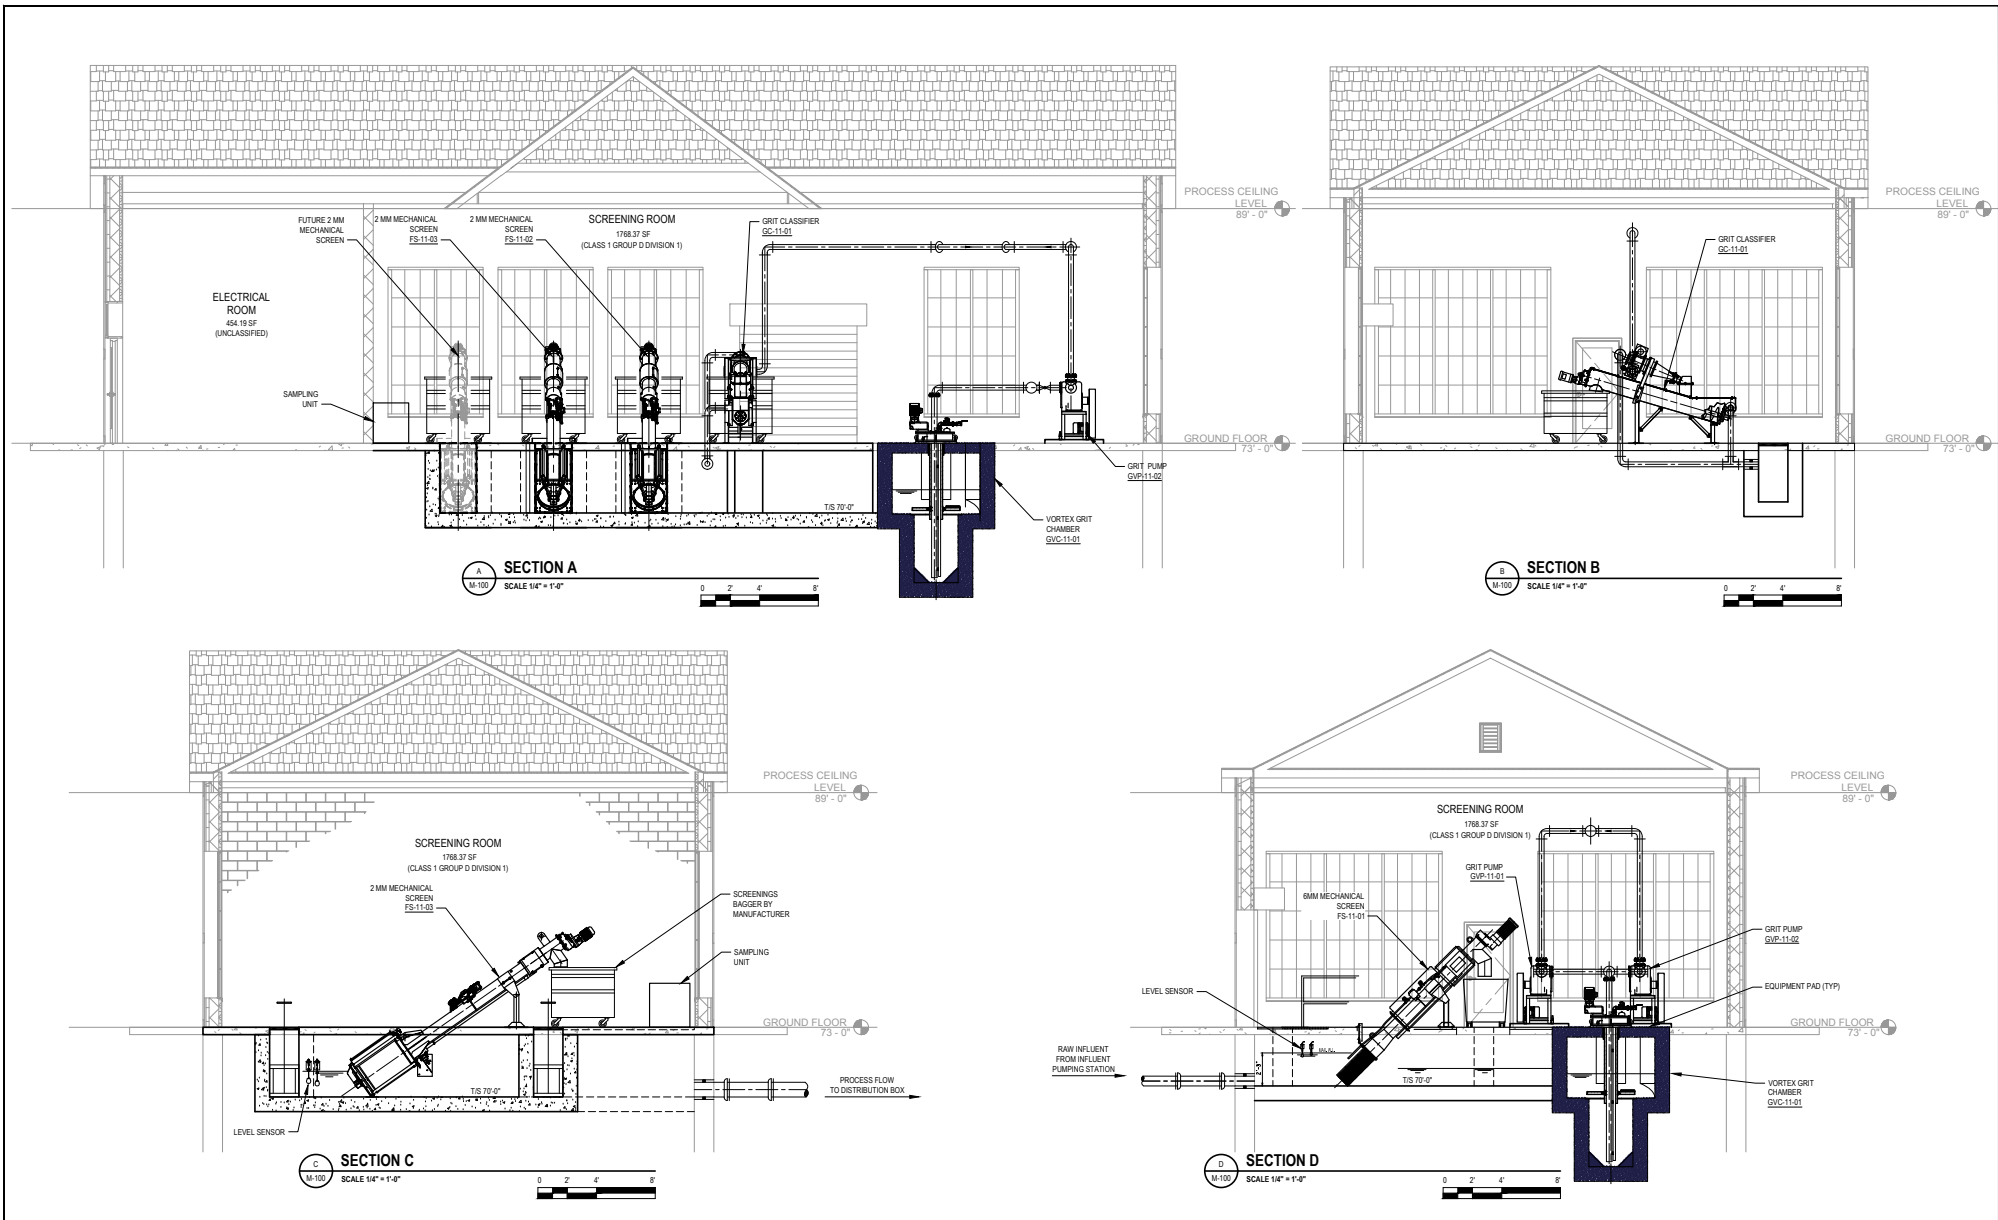 PROCESS CEILING
LEVEL
89' - 0"
FUTURE 2 MM
MECHANICAL
SCREEN
2 MM MECHANICAL
SCREEN
FS-11-03
2 MM MECHANICAL
SCREEN
FS-11-02
SCREENING ROOM
1768.37 SF
(CLASS 1 GROUP D DIVISION 1)
GRIT CLASSIFIER
GC-11-01
ELECTRICAL
ROOM
454.19 SF
(UNCLASSIFIED)
SAMPLING
UNIT
GROUND FLOOR
73' - 0"
GRIT PUMP
GVP-11-02
T/S 70'-0"
VORTEX GRIT
CHAMBER
GVC-11-01
A
M-100
SECTION A
SCALE 1/4" = 1'-0"
0 2' 4' 8'
PROCESS CEILING
LEVEL
89' - 0"
GRIT CLASSIFIER
GC-11-01
GROUND FLOOR
73' - 0"
B
M-100
SECTION B
SCALE 1/4" = 1'-0"
0 2' 4' 8'
PROCESS CEILING
LEVEL
89' - 0"
SCREENING ROOM
1768.37 SF
(CLASS 1 GROUP D DIVISION 1)
2 MM MECHANICAL
SCREEN
FS-11-03
SCREENINGS
BAGGER BY
MANUFACTURER
SAMPLING
UNIT
GROUND FLOOR
73 - 0"
T/S 70'-0"
PROCESS FLOW
TO DISTRIBUTION BOX
LEVEL SENSOR
C
M-100
SECTION C
SCALE 1/4" = 1'-0"
0 2' 4' 8'
PROCESS CEILING
LEVEL
89' - 0"
SCREENING ROOM
1768.37 SF
(CLASS 1 GROUP D DIVISION 1)
GRIT PUMP
GVP-11-01
6MM MECHANICAL
SCREEN
FS-11-01
GRIT PUMP
GVP-11-02
LEVEL SENSOR
EQUIPMENT PAD (TYP)
GROUND FLOOR
73' - 0"
RAW INFLUENT
FROM INFLUENT
PUMPING STATION
T/S 70'-0"
VORTEX GRIT
CHAMBER
GVC-11-01
D
M-100
SECTION D
SCALE 1/4" = 1'-0"
0 2' 4' 8'